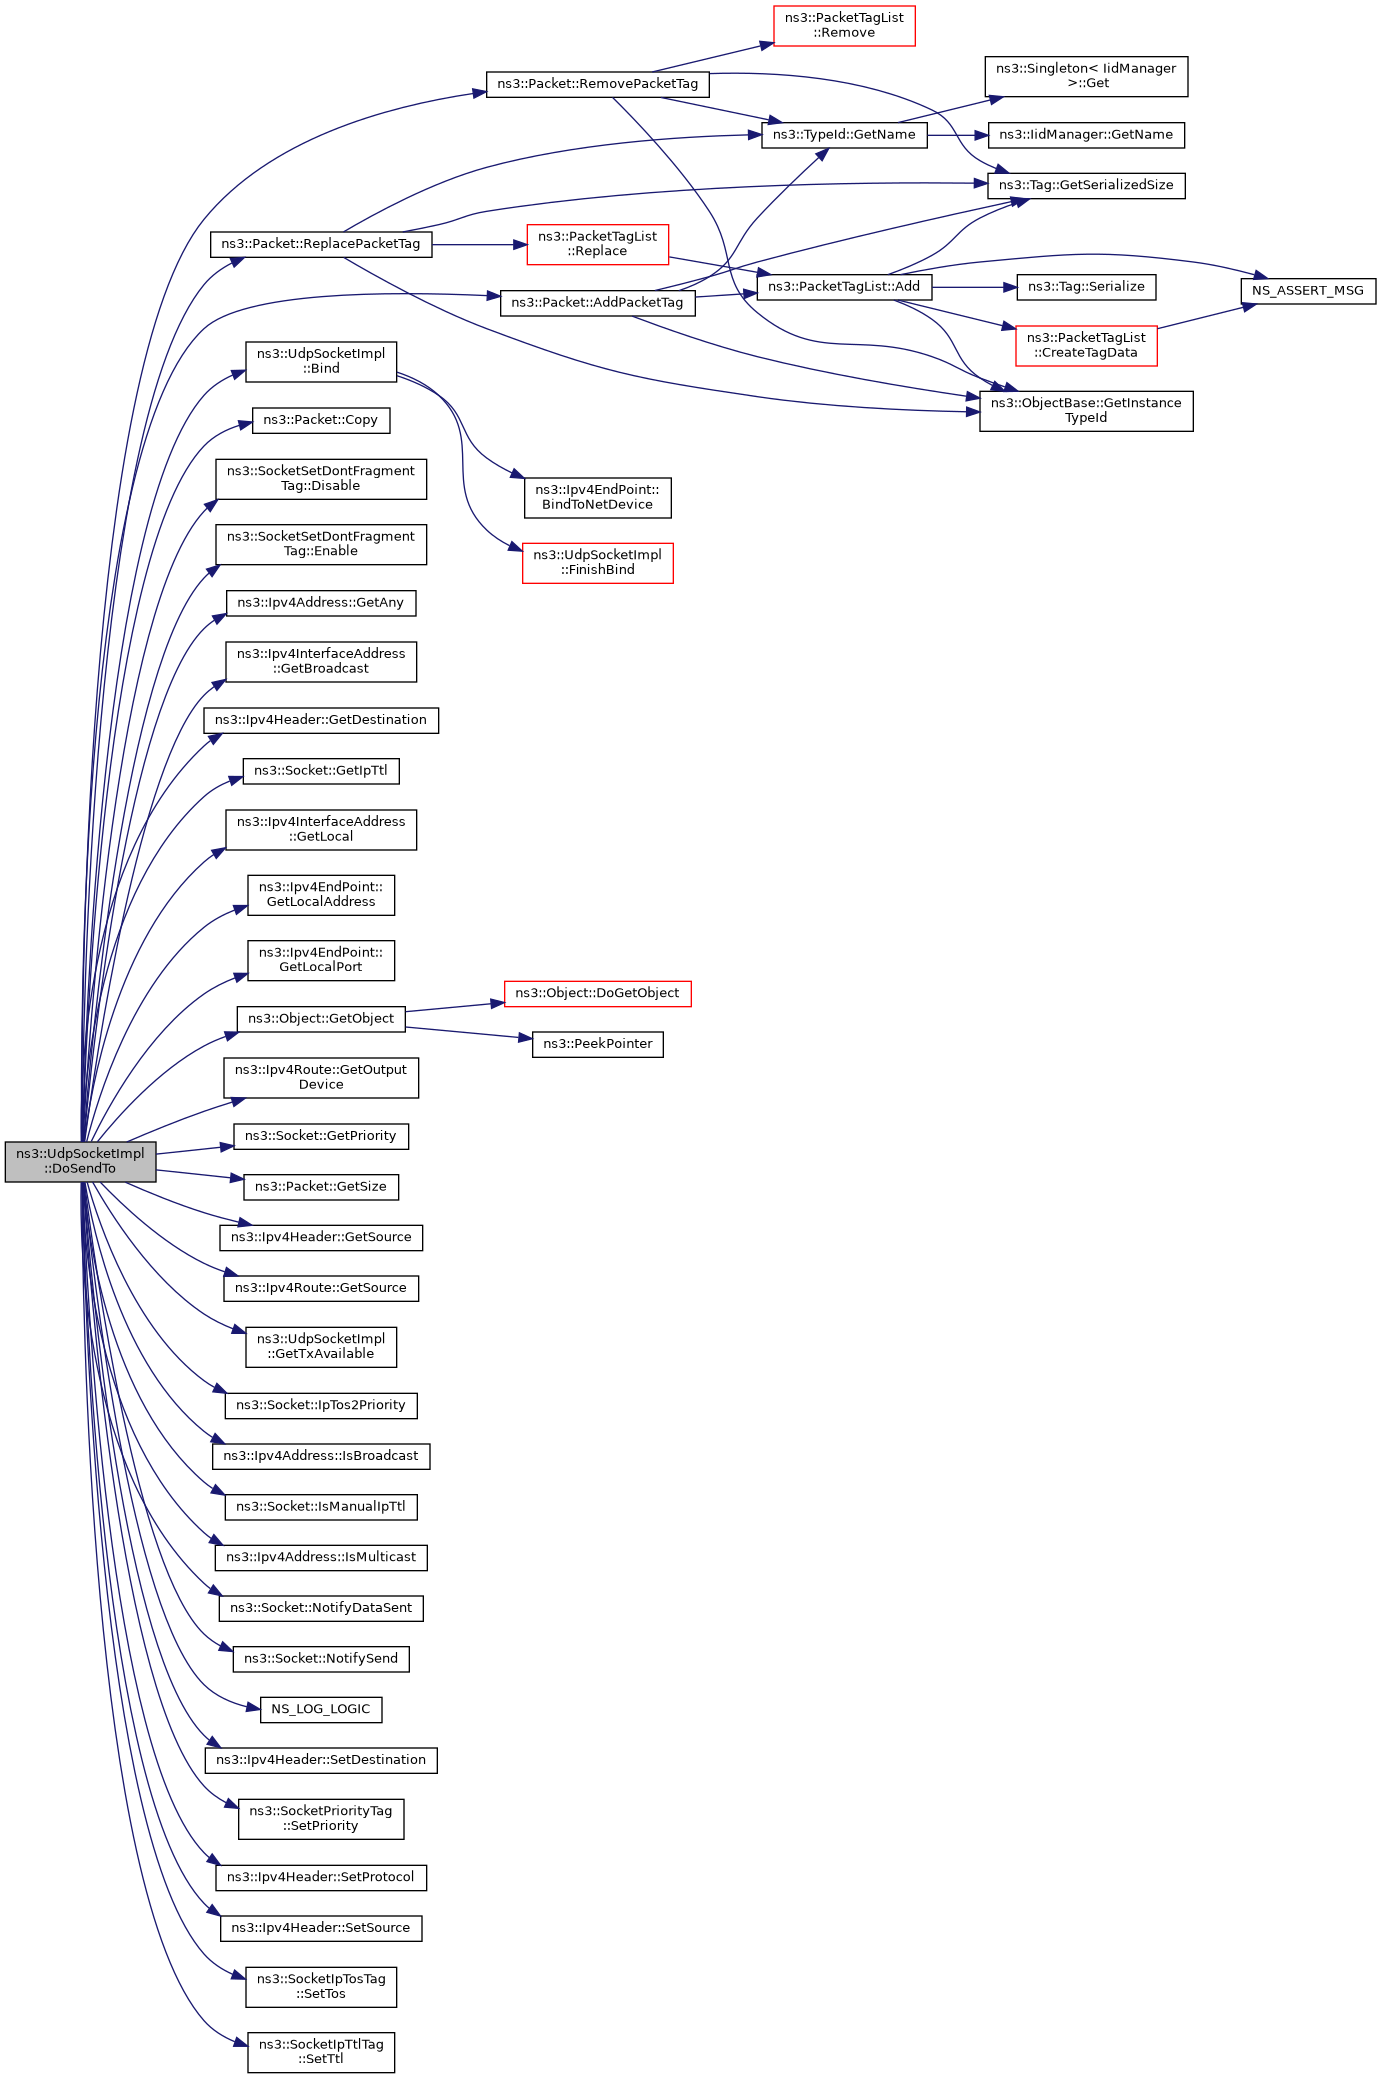 ns3::PacketTagList
::Remove
ns3::Packet::RemovePacketTag
ns3::Singleton< IidManager
>::Get
ns3::TypeId::GetName
ns3::IidManager::GetName
ns3::Tag::GetSerializedSize
ns3::Packet::ReplacePacketTag
ns3::PacketTagList
::Replace
ns3::PacketTagList::Add
ns3::Tag::Serialize
NS_ASSERT_MSG
ns3::Packet::AddPacketTag
ns3::PacketTagList
::CreateTagData
ns3::ObjectBase::GetInstance
TypeId
ns3::UdpSocketImpl
::Bind
ns3::Packet::Copy
ns3::SocketSetDontFragment
Tag::Disable
ns3::Ipv4EndPoint::
BindToNetDevice
ns3::SocketSetDontFragment
Tag::Enable
ns3::UdpSocketImpl
::FinishBind
ns3::Ipv4Address::GetAny
ns3::Ipv4InterfaceAddress
::GetBroadcast
ns3::Ipv4Header::GetDestination
ns3::Socket::GetIpTtl
ns3::Ipv4InterfaceAddress
::GetLocal
ns3::Ipv4EndPoint::
GetLocalAddress
ns3::Ipv4EndPoint::
GetLocalPort
ns3::Object::GetObject
ns3::Object::DoGetObject
ns3::PeekPointer
ns3::Ipv4Route::GetOutput
Device
ns3::Socket::GetPriority
ns3::UdpSocketImpl
::DoSendTo
ns3::Packet::GetSize
ns3::Ipv4Header::GetSource
ns3::Ipv4Route::GetSource
ns3::UdpSocketImpl
::GetTxAvailable
ns3::Socket::IpTos2Priority
ns3::Ipv4Address::IsBroadcast
ns3::Socket::IsManualIpTtl
ns3::Ipv4Address::IsMulticast
ns3::Socket::NotifyDataSent
ns3::Socket::NotifySend
NS_LOG_LOGIC
ns3::Ipv4Header::SetDestination
ns3::SocketPriorityTag
::SetPriority
ns3::Ipv4Header::SetProtocol
ns3::Ipv4Header::SetSource
ns3::SocketIpTosTag
::SetTos
ns3::SocketIpTtlTag
::SetTtl